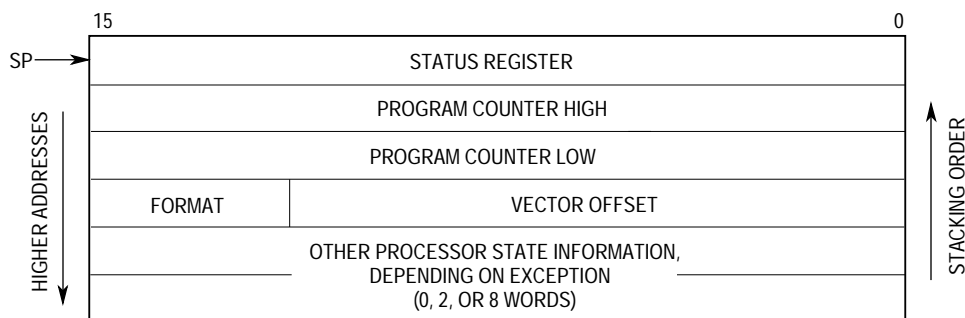 15 0
SP
STATUS REGISTER
PROGRAM COUNTER HIGH
PROGRAM COUNTER LOW
FORMAT VECTOR OFFSET
OTHER PROCESSOR STATE INFORMATION,
DEPENDING ON EXCEPTION
(0, 2, OR 8 WORDS)
HIGHER ADDRESSES
STACKING ORDER